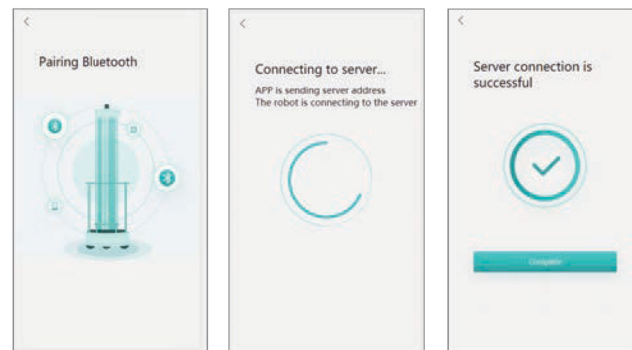 Pairing Bluetooth
Connecting to server...
APP is sending server address
The robot is connecting to the server
Server connection is
successful
Complete